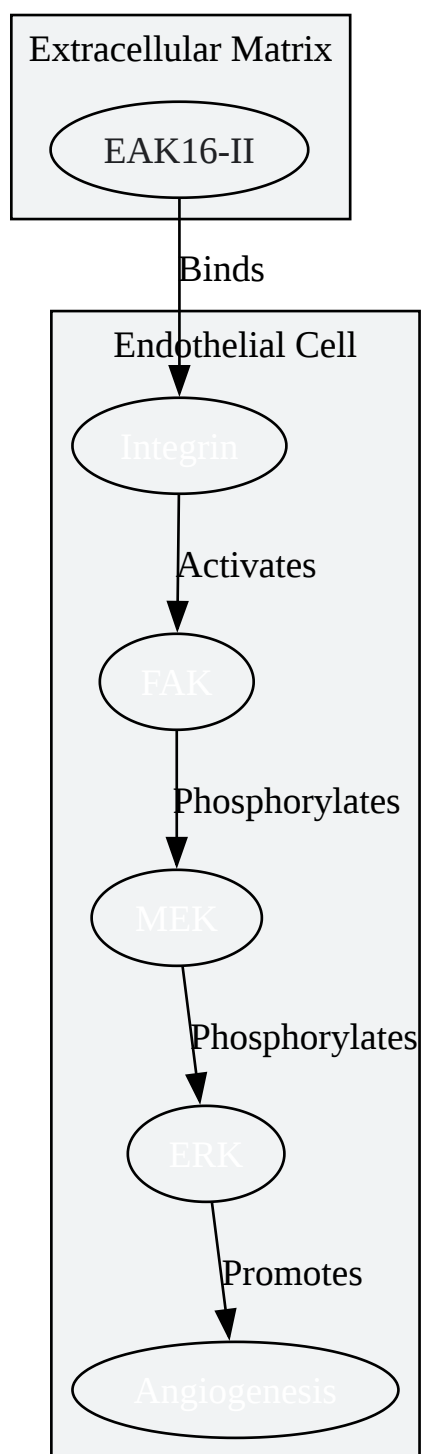 Extracellular Matrix
EAK16-II
Binds
Endothelial Cell
Integrin
Activates
FAK
Phosphorylates
MEK
Phosphorylates
ERK
Promotes
Angiogenesis